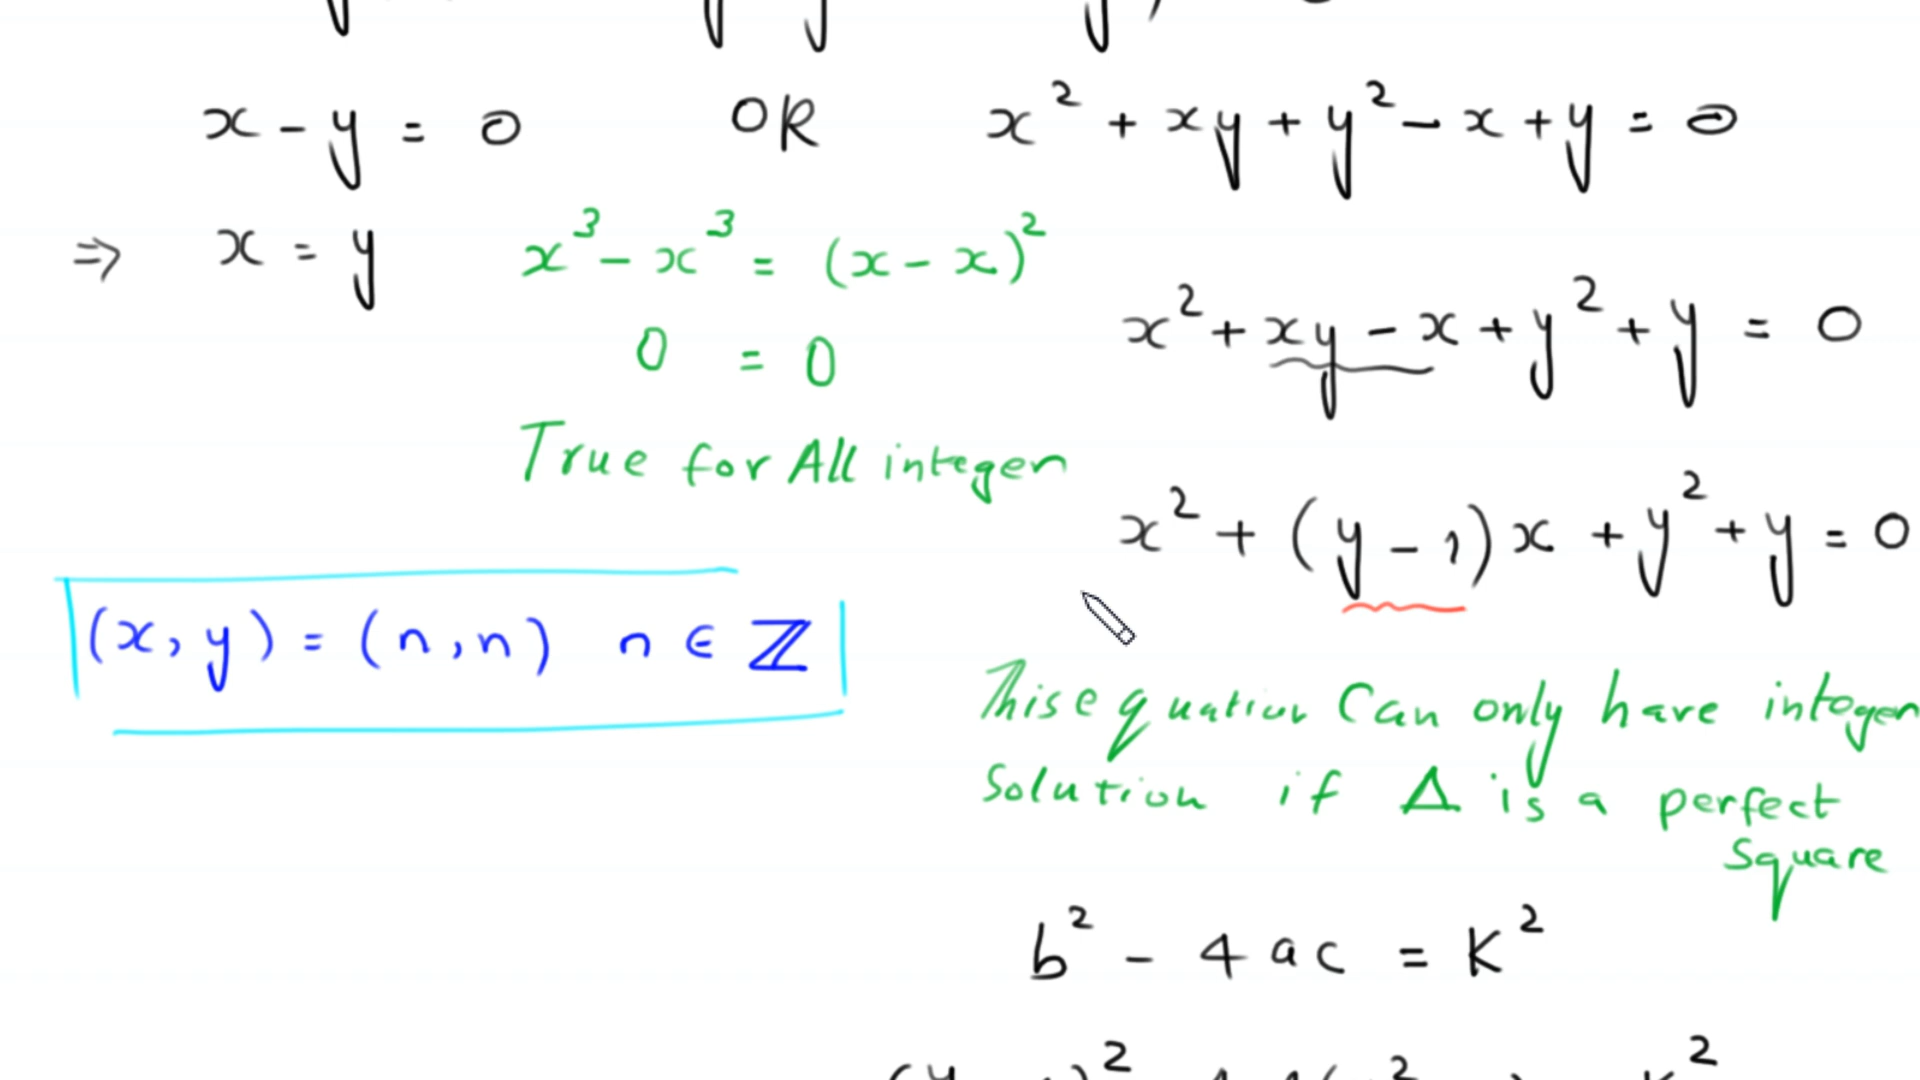 x - y = 0 OR x² + xy + y² - x + y = 0
⇒ x = y x³ - x³ = (x - x)²
x² + xy - x + y² + y = 0
0 = 0
True for All integer
x² + (y - 1)x + y² + y = 0
(x, y) = (n, n) n ∈ ℤ
This equation Can only have integer
Solution if Δ is a perfect
Square
b² - 4ac = K²